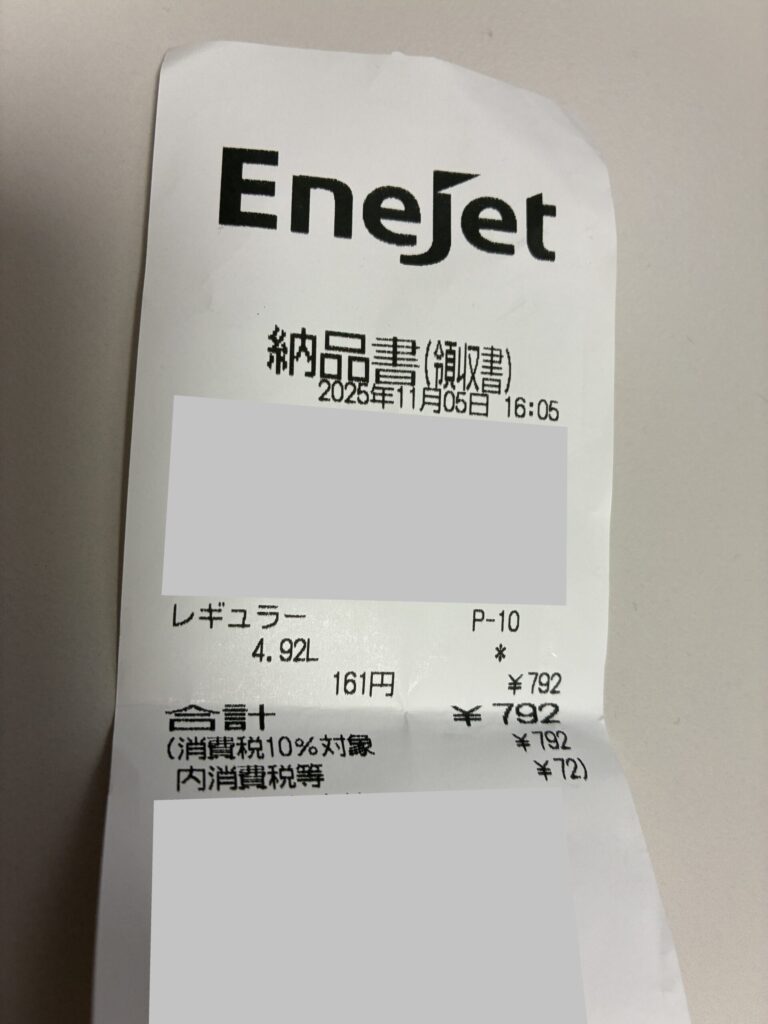 Enejet
納品書(領収書)
2025年11月05日 16:05
レギュラー P-10
4.92L *
161円 ¥792
合計 ¥792
(消費税10%対象 ¥792
内消費税等 ¥72)